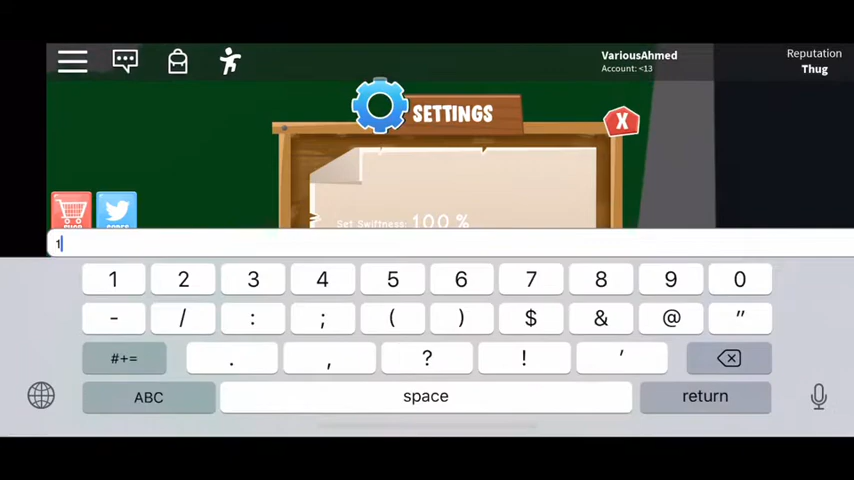 VariousAhmed
Account: <13
Reputation
Thug
SETTINGS
X
Set Swiftness: 100 %
1
1 2 3 4 5 6 7 8 9 0
- / : ; ( ) $ & @ "
#+= . , ? ! '
ABC space return